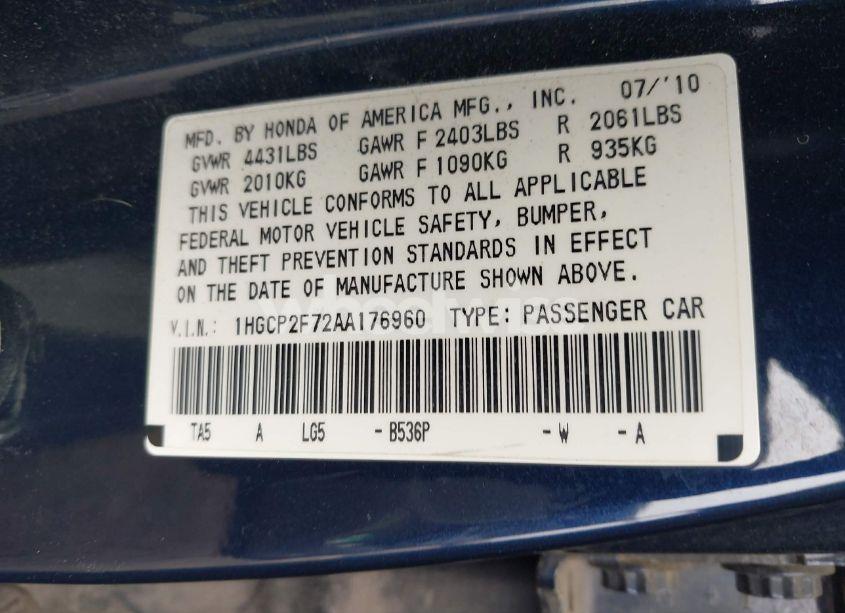 MFD. BY HONDA OF AMERICA MFG., INC. 07/'10
GVWR 4431LBS GAWR F 2403LBS R 2061LBS
GVWR 2010KG GAWR F 1090KG R 935KG
THIS VEHICLE CONFORMS TO ALL APPLICABLE
FEDERAL MOTOR VEHICLE SAFETY, BUMPER,
AND THEFT PREVENTION STANDARDS IN EFFECT
ON THE DATE OF MANUFACTURE SHOWN ABOVE.
V.I.N.: 1HGCP2F72AA176960 TYPE: PASSENGER CAR
TA5 A LG5 - B536P - W - A